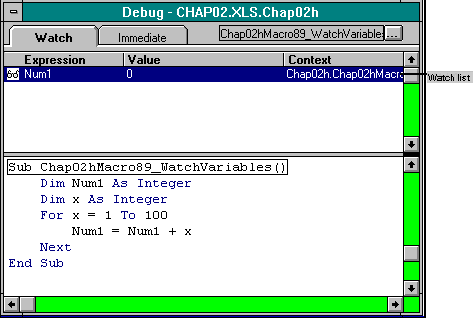 Debug - CHAP02.XLS.Chap02h
Watch Immediate Chap02hMacro89_WatchVariables ...
Expression Value Context
Num1 0 Chap02h.Chap02hMacro
Watch list
Sub Chap02hMacro89_WatchVariables()
Dim Num1 As Integer
Dim x As Integer
For x = 1 To 100
Num1 = Num1 + x
Next
End Sub